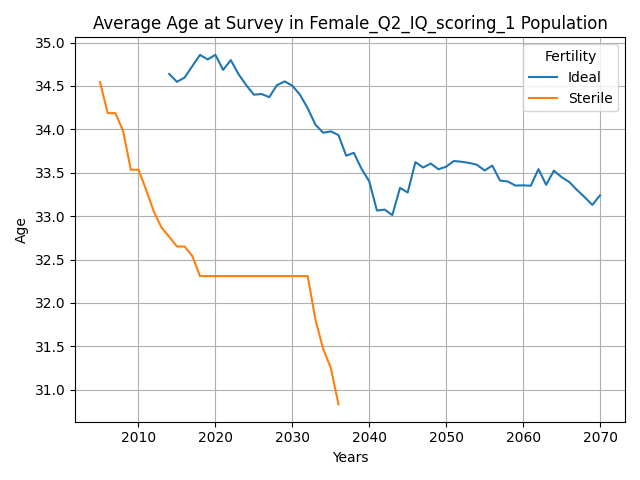 Average Age at Survey in Female_Q2_IQ_scoring_1 Population
Fertility
Ideal
Sterile
Age
35.0
34.5
34.0
33.5
33.0
32.5
32.0
31.5
31.0
2010 2020 2030 2040 2050 2060 2070
Years